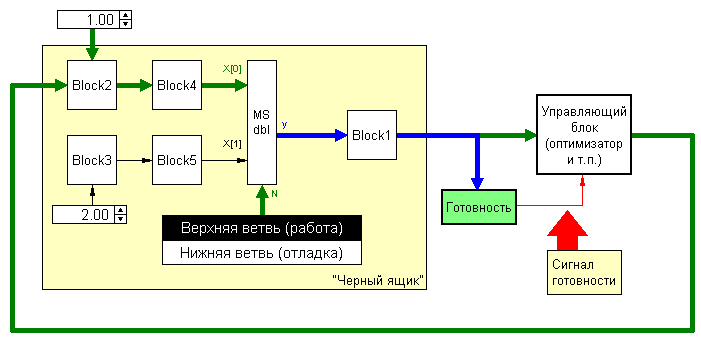 1.00
Block2
Block4
X[0]
MS
dbl
y
Block1
Управляющий
блок
(оптимизатор
и т.п.)
Block3
Block5
X[1]
N
2.00
Готовность
Верхняя ветвь (работа)
Нижняя ветвь (отладка)
"Черный ящик"
Сигнал
готовности